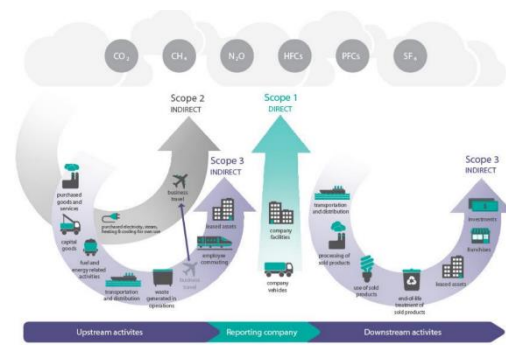 CO₂ CH₄ N₂O HFCs PFCs SF₆
Scope 2
INDIRECT
Scope 1
DIRECT
Scope 3
INDIRECT
Scope 3
INDIRECT
purchased
goods and
services
capital
goods
fuel and
energy related
activities
purchased electricity, steam,
heating & cooling for own use
transportation
and distribution
waste
generated in
operations
business
travel
business
travel
employee
commuting
leased assets
company
facilities
company
vehicles
transportation
and distribution
processing of
sold products
use of sold
products
end-of-life
treatment of
sold products
leased assets
franchises
investments
Upstream activites
Reporting company
Downstream activites